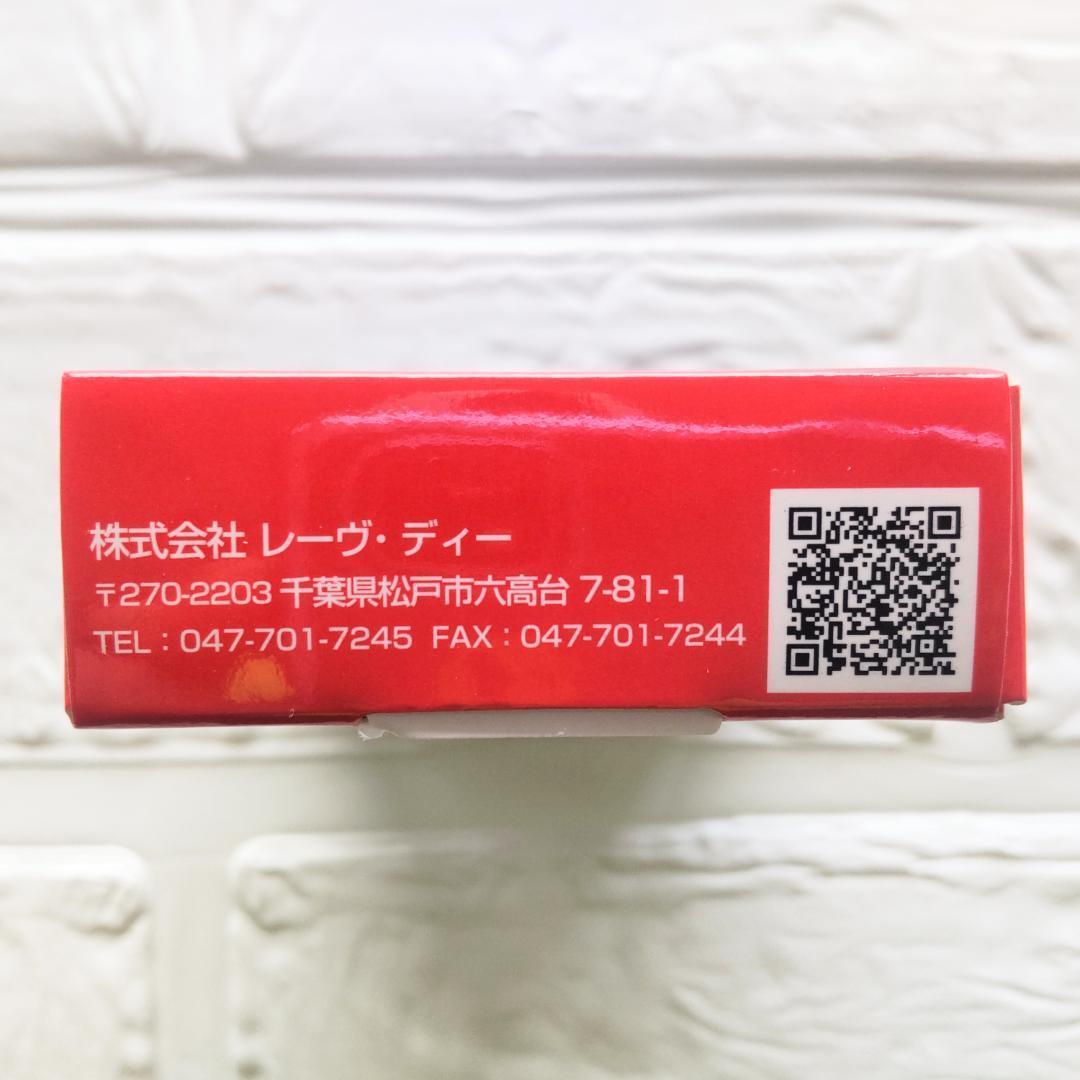 株式会社 レーヴ・ディー
〒270-2203 千葉県松戸市六高台 7-81-1
TEL：047-701-7245 FAX：047-701-7244